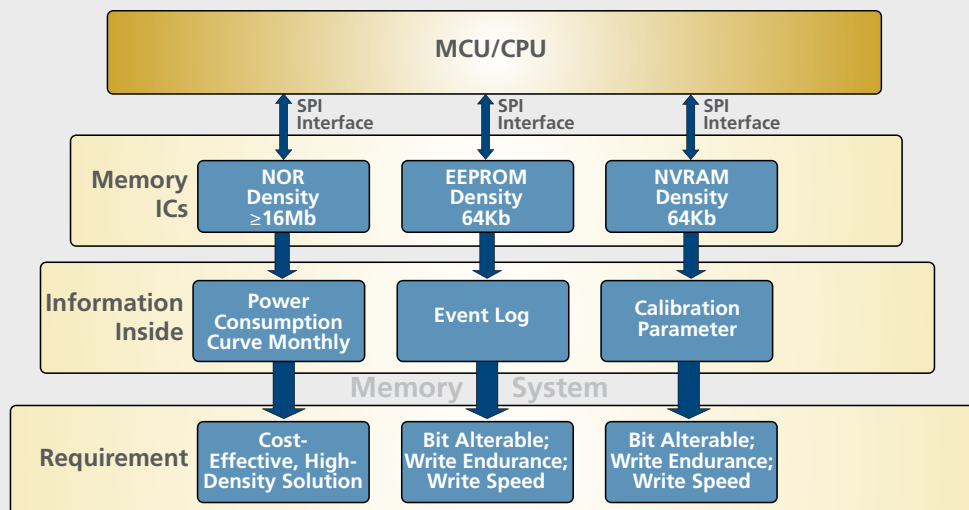 MCU/CPU
SPI
Interface
SPI
Interface
SPI
Interface
Memory
ICs
NOR
Density
≥16Mb
EEPROM
Density
64Kb
NVRAM
Density
64Kb
Information
Inside
Power
Consumption
Curve Monthly
Event Log
Calibration
Parameter
Memory System
Requirement
Cost-
Effective, High-
Density Solution
Bit Alterable;
Write Endurance;
Write Speed
Bit Alterable;
Write Endurance;
Write Speed